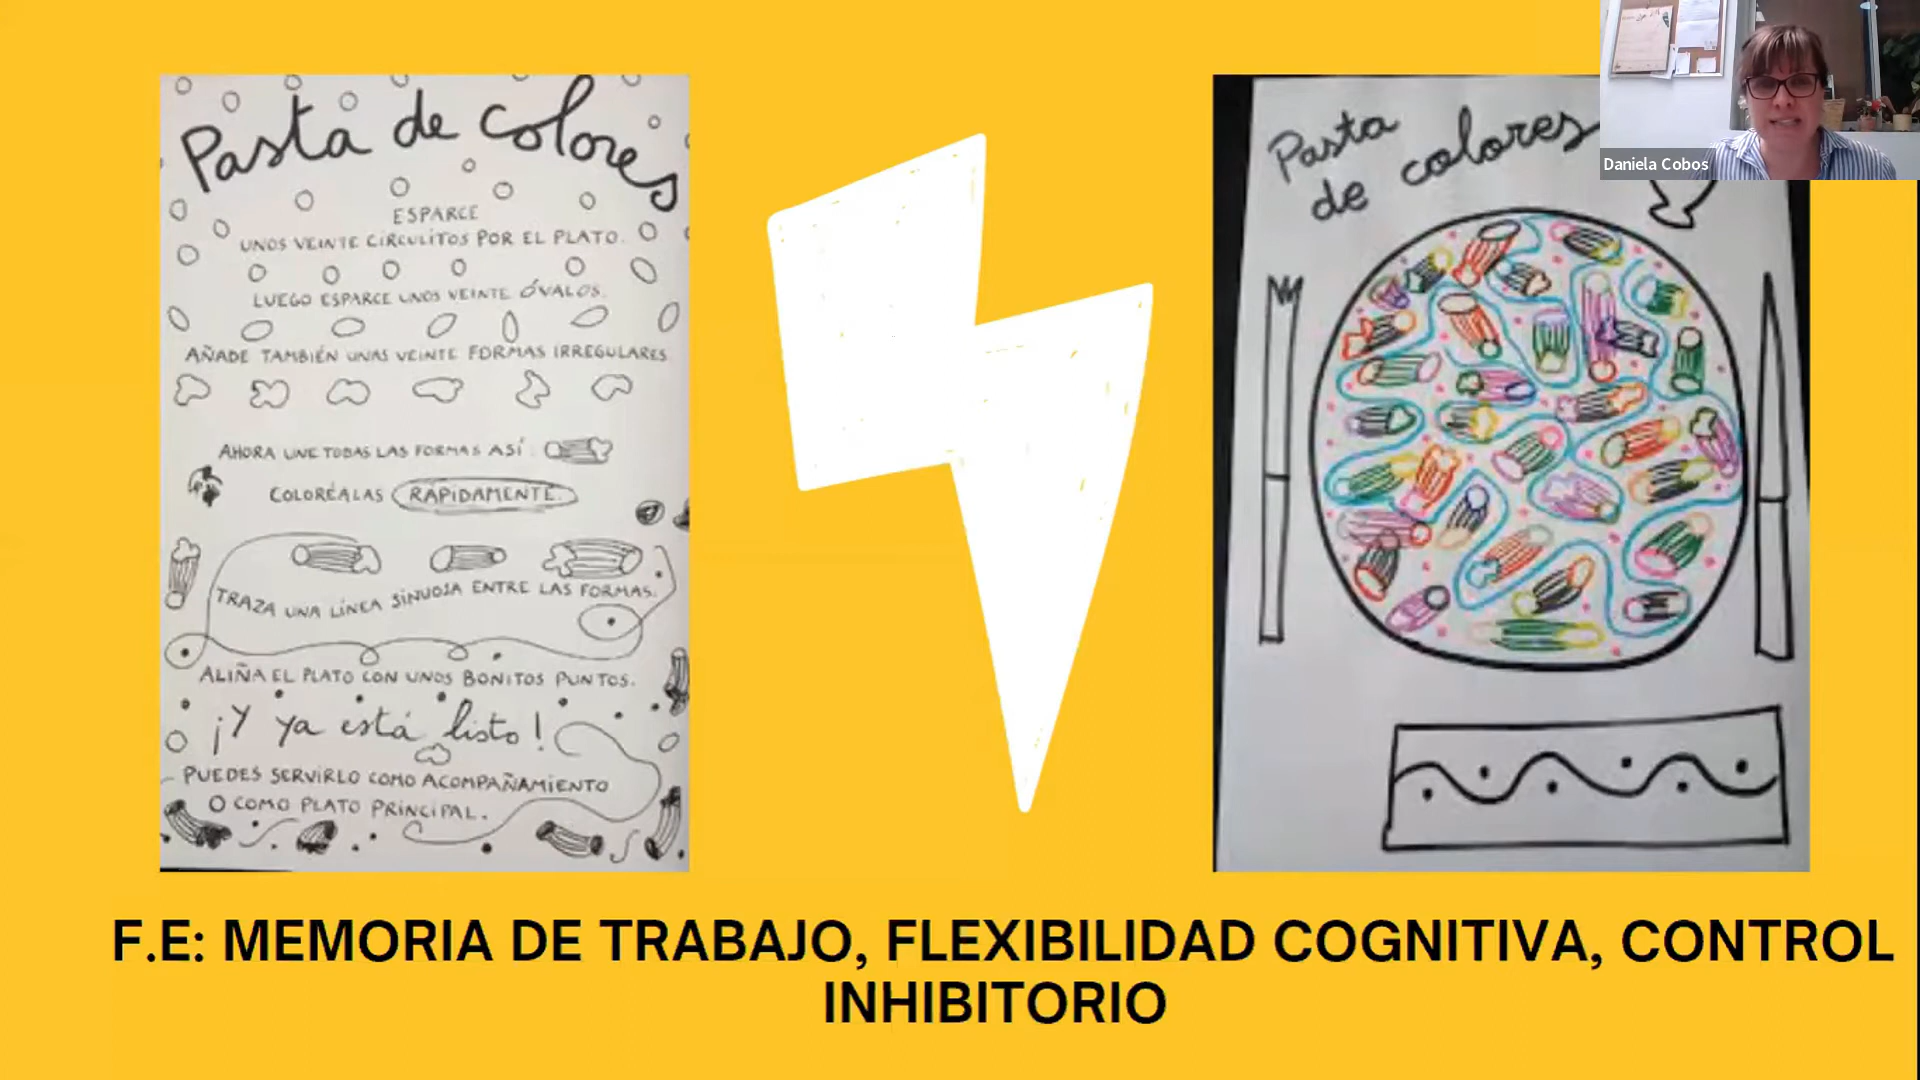 Pasta de colores
ESPARCE
UNOS VEINTE CÍRCULITOS POR EL PLATO.
LUEGO ESPARCE UNOS VEINTE ÓVALOS.
AÑADE TAMBIÉN UNAS VEINTE FORMAS IRREGULARES
AHORA UNE TODAS LAS FORMAS ASÍ:
COLORÉALAS RÁPIDAMENTE.
TRAZA UNA LÍNEA SINUOSA ENTRE LAS FORMAS.
ALIÑA EL PLATO CON UNOS BONITOS PUNTOS.
¡Y ya está listo!
PUEDES SERVIRLO COMO ACOMPAÑAMIENTO
O COMO PLATO PRINCIPAL.
Pasta
de colores
Daniela Cobos
F.E: MEMORIA DE TRABAJO, FLEXIBILIDAD COGNITIVA, CONTROL
INHIBITORIO